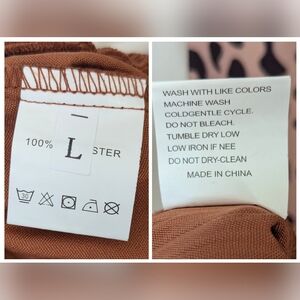 100% L STER
30
WASH WITH LIKE COLORS
MACHINE WASH
COLDGENTLE CYCLE.
DO NOT BLEACH.
TUMBLE DRY LOW
LOW IRON IF NEE
DO NOT DRY-CLEAN
MADE IN CHINA